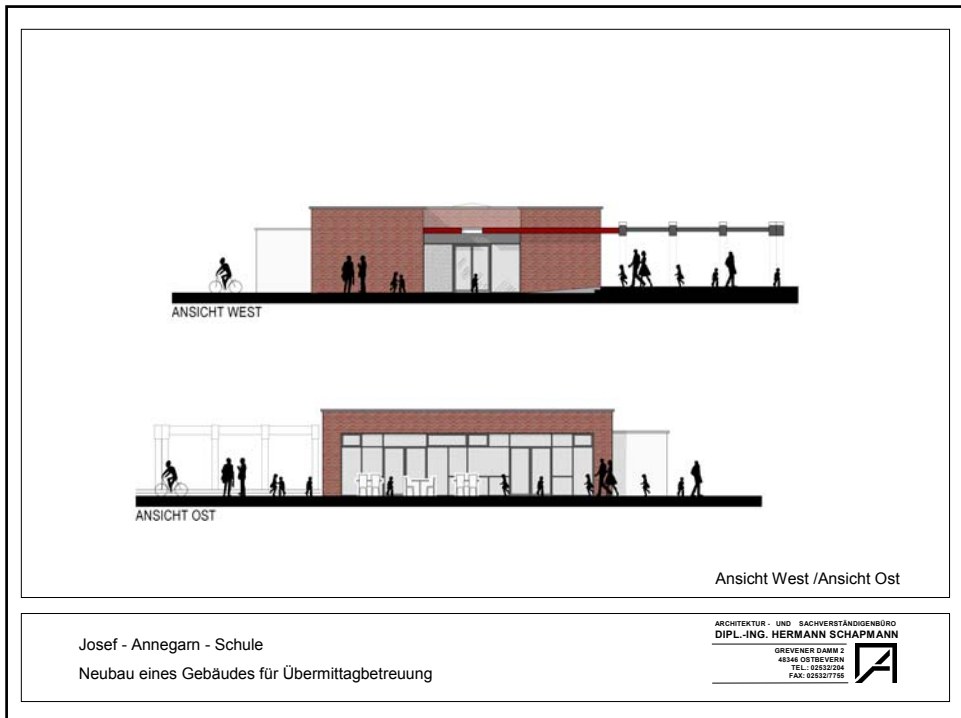 ANSICHT WEST
ANSICHT OST
Ansicht West /Ansicht Ost
Josef - Annegarn - Schule
Neubau eines Gebäudes für Übermittagbetreuung
ARCHITEKTUR - UND SACHVERSTÄNDIGENBÜRO
DIPL.-ING. HERMANN SCHAPMANN
GREVENER DAMM 2
48346 OSTBEVERN
TEL.: 02532/204
FAX: 02532/7755